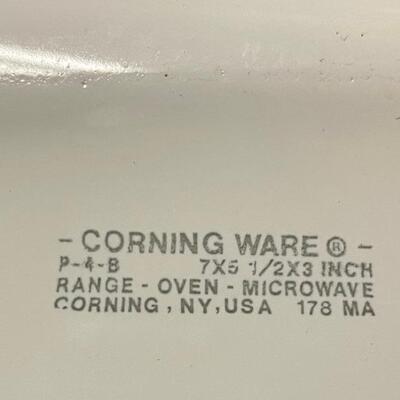 - CORNING WARE ® -
P-4-B 7X5 1/2X3 INCH
RANGE - OVEN - MICROWAVE
CORNING, NY, USA 178 MA